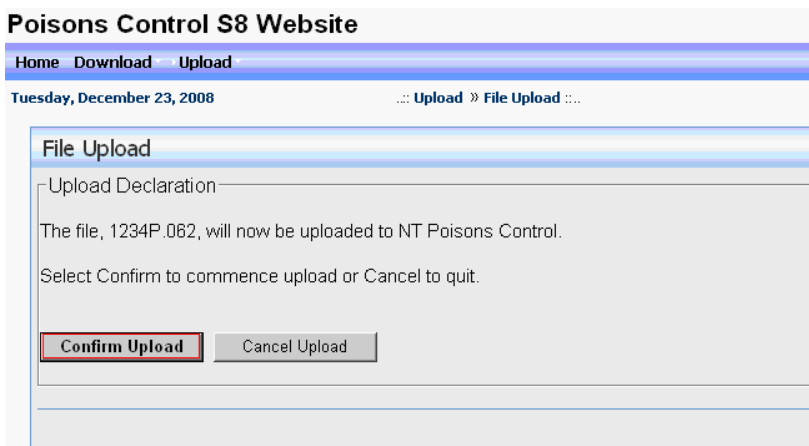 Poisons Control S8 Website
Home Download Upload
Tuesday, December 23, 2008 ..:: Upload » File Upload ::..
File Upload
Upload Declaration
The file, 1234P.062, will now be uploaded to NT Poisons Control.
Select Confirm to commence upload or Cancel to quit.
Confirm Upload Cancel Upload